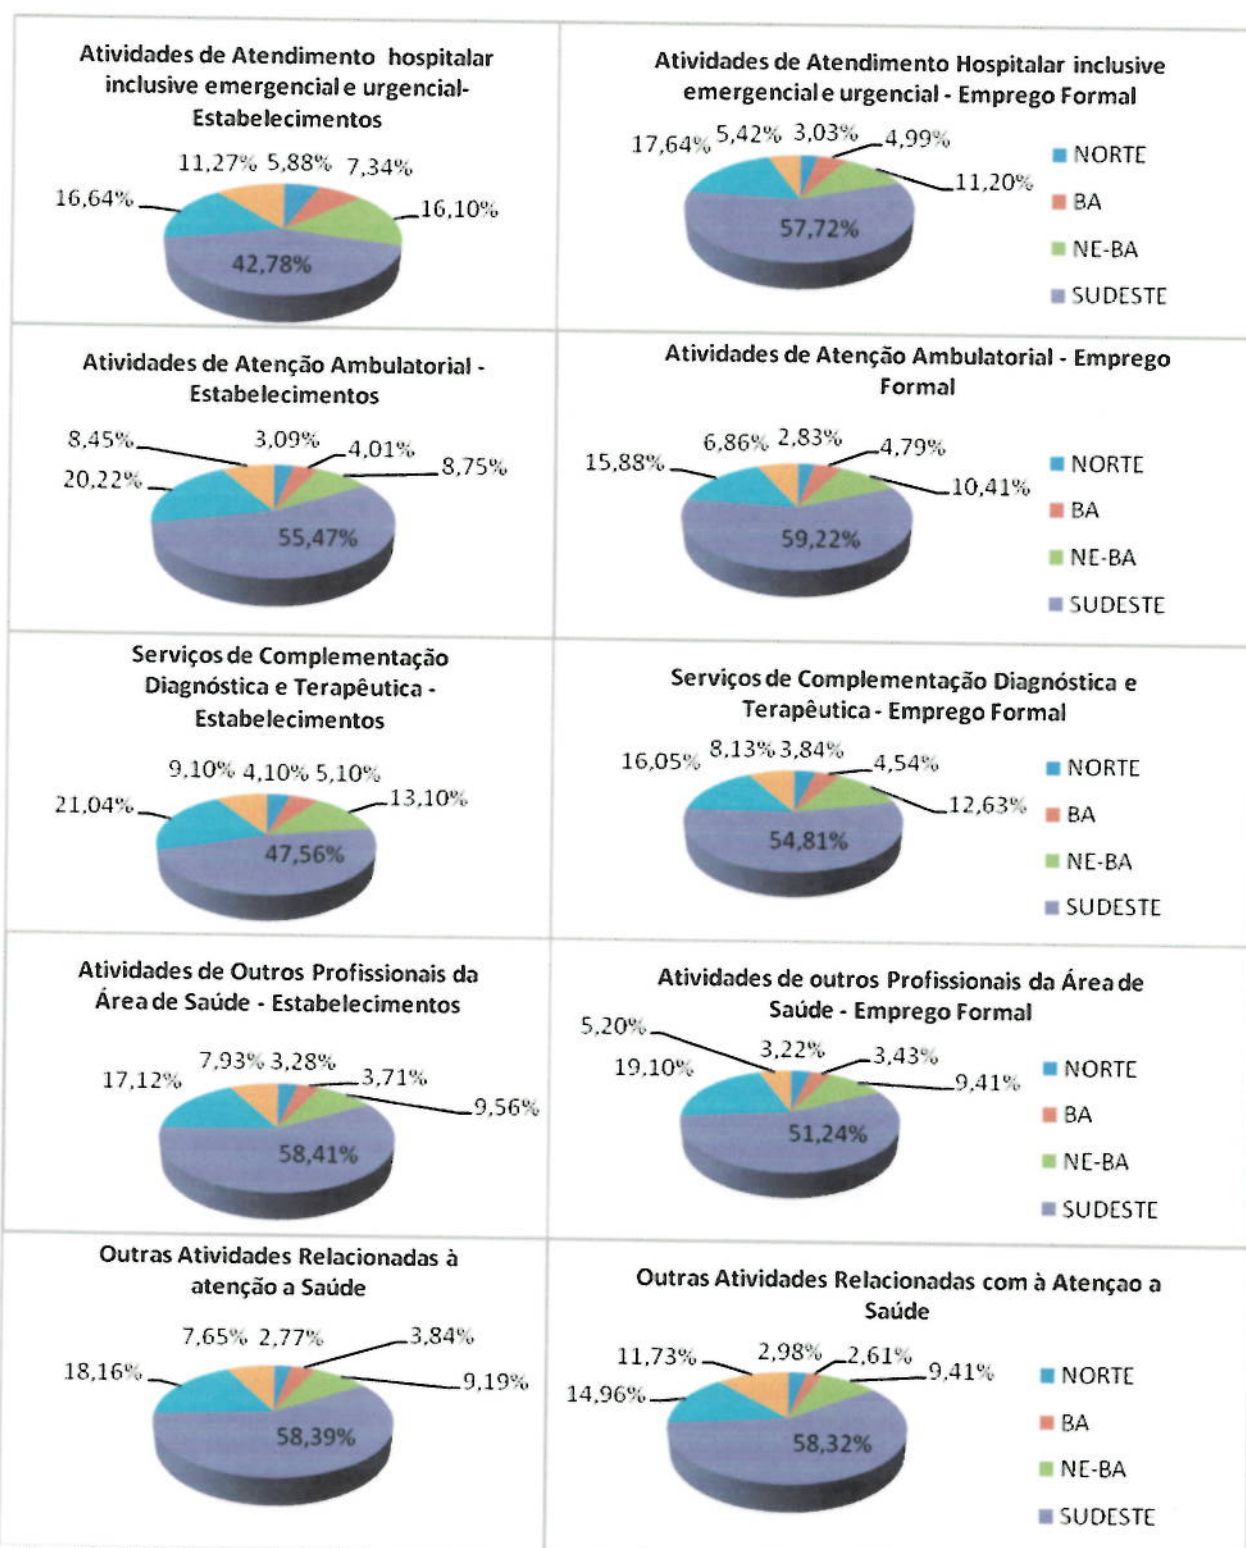 Atividades de Atendimento hospitalar
inclusive emergencial e urgencial-
Estabelecimentos
11,27% 5,88% 7,34%
16,64%
16,10%
42,78%
Atividades de Atendimento Hospitalar inclusive
emergencial e urgencial - Emprego Formal
17,64% 5,42% 3,03% 4,99%
11,20%
57,72%
NORTE
BA
NE-BA
SUDESTE
Atividades de Atenção Ambulatorial -
Estabelecimentos
8,45% 3,09% 4,01%
20,22% 8,75%
55,47%
Atividades de Atenção Ambulatorial - Emprego
Formal
15,88% 6,86% 2,83% 4,79%
10,41%
59,22%
NORTE
BA
NE-BA
SUDESTE
Serviços de Complementação
Diagnóstica e Terapêutica -
Estabelecimentos
9,10% 4,10% 5,10%
21,04% 13,10%
47,56%
Serviços de Complementação Diagnóstica e
Terapêutica - Emprego Formal
16,05% 8,13% 3,84% 4,54%
12,63%
54,81%
NORTE
BA
NE-BA
SUDESTE
Atividades de Outros Profissionais da
Área de Saúde - Estabelecimentos
17,12% 7,93% 3,28% 3,71%
9,56%
58,41%
Atividades de outros Profissionais da Área de
Saúde - Emprego Formal
5,20% 3,22% 3,43%
19,10% 9,41%
51,24%
NORTE
BA
NE-BA
SUDESTE
Outras Atividades Relacionadas à
atenção a Saúde
7,65% 2,77% 3,84%
18,16% 9,19%
58,39%
Outras Atividades Relacionadas com à Atençao a
Saúde
11,73% 2,98% 2,61% 9,41%
14,96%
58,32%
NORTE
BA
NE-BA
SUDESTE